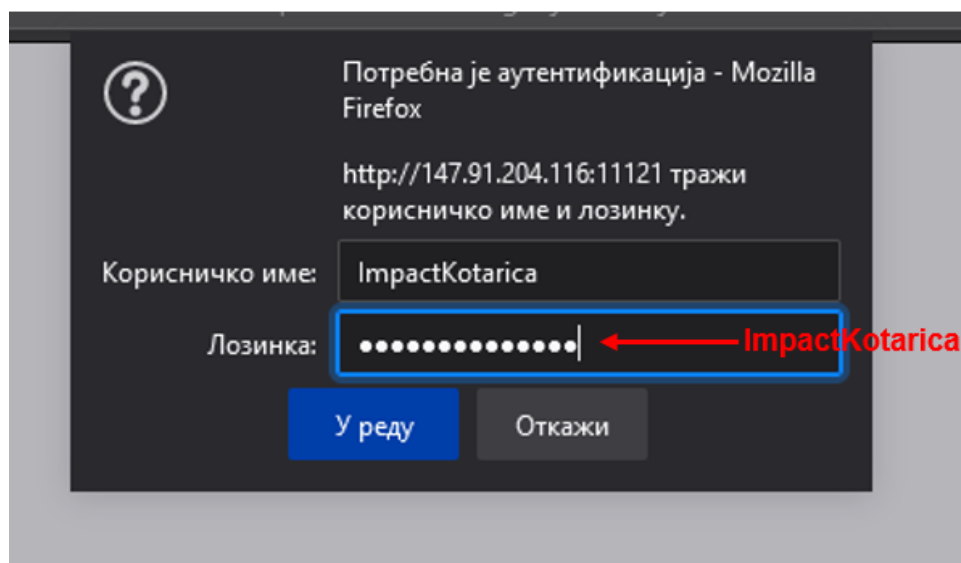 Потребна је аутентификација - Mozilla
Firefox
http://147.91.204.116:11121 тражи
корисничко име и лозинку.
Корисничко име: ImpactKotarica
Лозинка: ●●●●●●●●●●●●●● ImpactKotarica
У реду Откажи